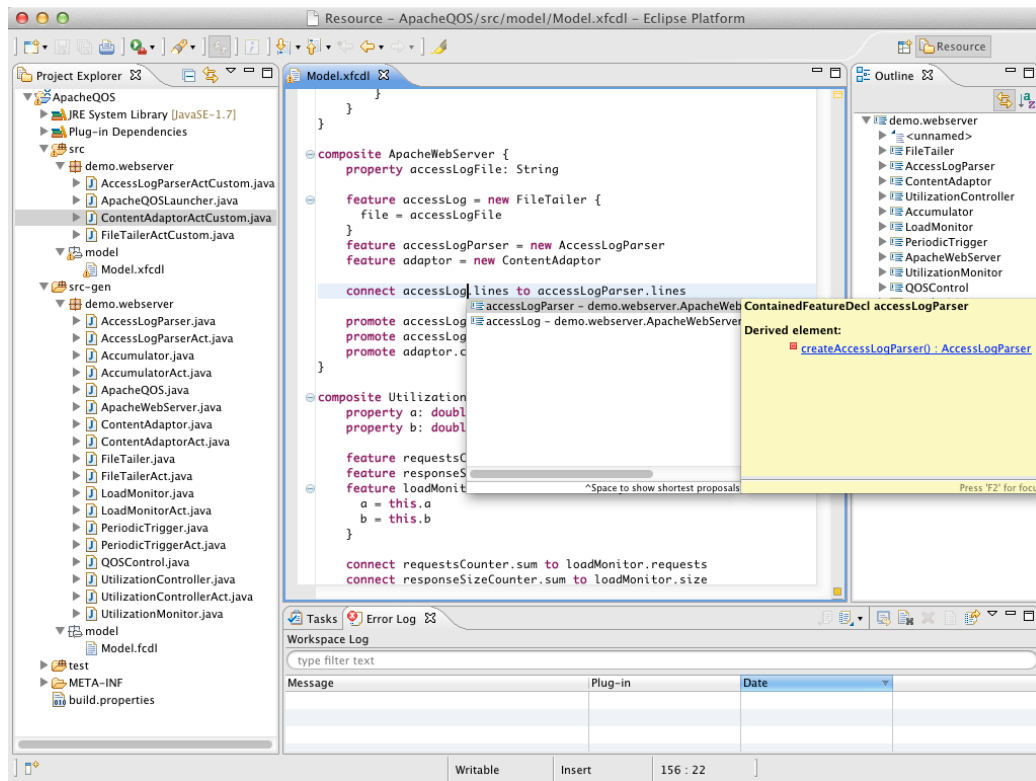 Resource - ApacheQOS/src/model/Model.xfcdl - Eclipse Platform
Resource
Project Explorer
ApacheQOS
JRE System Library [JavaSE-1.7]
Plug-in Dependencies
src
demo.webserver
AccessLogParserActCustom.java
ApacheQOSLauncher.java
ContentAdaptorActCustom.java
FileTailerActCustom.java
model
Model.xfcdl
src-gen
demo.webserver
AccessLogParser.java
AccessLogParserAct.java
Accumulator.java
AccumulatorAct.java
ApacheQOS.java
ApacheWebServer.java
ContentAdaptor.java
ContentAdaptorAct.java
FileTailer.java
FileTailerAct.java
LoadMonitor.java
LoadMonitorAct.java
PeriodicTrigger.java
PeriodicTriggerAct.java
QOSControl.java
UtilizationController.java
UtilizationControllerAct.java
UtilizationMonitor.java
model
Model.fcdl
test
META-INF
build.properties
Model.xfcdl
}
}
}
composite ApacheWebServer {
property accessLogFile: String
feature accessLog = new FileTailer {
file = accessLogFile
}
feature accessLogParser = new AccessLogParser
feature adaptor = new ContentAdaptor
connect accessLog.lines to accessLogParser.lines
promote accessLog
promote accessLog
promote adaptor.c
}
composite Utilization
property a: doubl
property b: doubl
feature requestsC
feature responseS
feature loadMonit
a = this.a
b = this.b
}
connect requestsCounter.sum to loadMonitor.requests
connect responseSizeCounter.sum to loadMonitor.size
accessLogParser - demo.webserver.ApacheWeb
accessLog - demo.webserver.ApacheWebServer
^Space to show shortest proposals
ContainedFeatureDecl accessLogParser
Derived element:
createAccessLogParser() : AccessLogParser
Press 'F2' for focu
Outline
demo.webserver
<unnamed>
FileTailer
AccessLogParser
ContentAdaptor
UtilizationController
Accumulator
LoadMonitor
PeriodicTrigger
ApacheWebServer
UtilizationMonitor
QOSControl
Tasks
Error Log
Workspace Log
type filter text
Message
Plug-in
Date
Writable
Insert
156 : 22